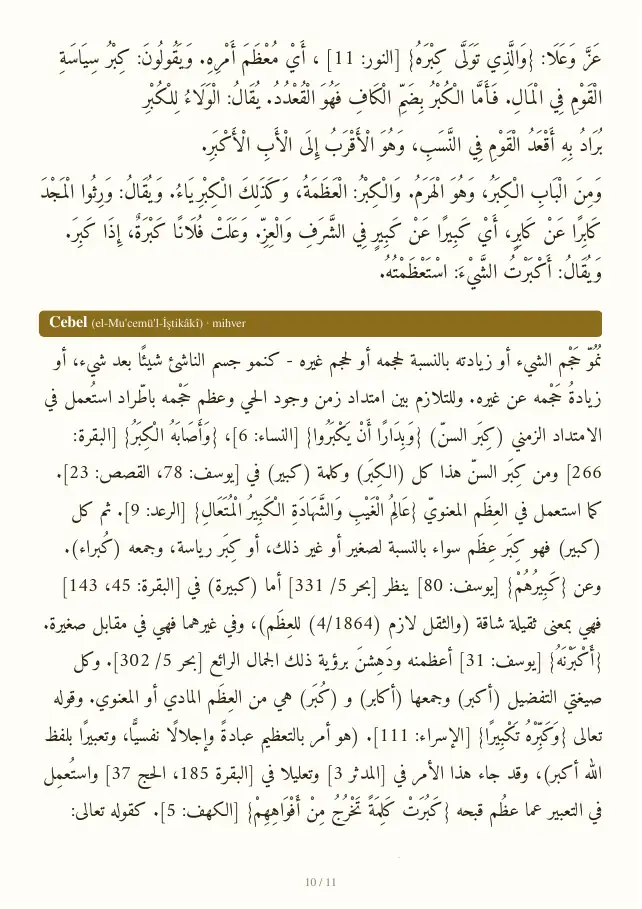 عَزَّ وَعَلَا: {وَالَّذِي تَوَلَّى كِبْرَهُ} [النور: 11] ، أَيْ مُعْظَمَ أَمْرِهِ. وَيَقُولُونَ: كِبْرُ سِيَاسَةِ
الْقَوْمِ فِي الْمَالِ. فَأَمَّا الْكُبْرُ بِضَمِّ الْكَافِ فَهُوَ الْقُعْدُدُ. يُقَالُ: الْوَلَاءُ لِلْكُبْرِ
يُرَادُ بِهِ أَقْعَدُ الْقَوْمِ فِي النَّسَبِ، وَهُوَ الْأَقْرَبُ إِلَى الْأَبِ الْأَكْبَرِ.
وَمِنَ الْبَابِ الْكِبَرُ، وَهُوَ الْهَرَمُ. وَالْكِبْرُ: الْعَظَمَةُ، وَكَذَلِكَ الْكِبْرِيَاءُ. وَيُقَالُ: وَرِثُوا الْمَجْدَ
كَابِرًا عَنْ كَابِرٍ، أَيْ كَبِيرًا عَنْ كَبِيرٍ فِي الشَّرَفِ وَالْعِزِّ. وَعَلَتْ فُلَانًا كَبْرَةٌ، إِذَا كَبِرَ.
وَيُقَالُ: أَكْبَرْتُ الشَّيْءَ: اسْتَعْظَمْتُهُ.
Cebel (el-Mu'cemü'l-İştikâkî) · mihver
نُمُوّ حَجْم الشيء أو زيادته بالنسبة لحجمه أو لحجم غيره - كنمو جسم الناشئ شيئًا بعد شيء، أو
زيادةُ حَجْمه عن غيره. وللتلازم بين امتداد زمن وجود الحي وعظم حَجْمه باطّراد استُعمل في
الامتداد الزمني (كِبَر السنّ) {وَبِدَارًا أَنْ يَكْبَرُوا} [النساء: 6]، {وَأَصَابَهُ الْكِبَرُ} [البقرة:
266] ومن كِبَر السنّ هذا كل (الكِبَر) وكلمة (كبير) في [يوسف: 78، القصص: 23].
كما استعمل في العِظَم المعنويّ {عَالِمُ الْغَيْبِ وَالشَّهَادَةِ الْكَبِيرُ الْمُتَعَالِ} [الرعد: 9]. ثم كل
(كبير) فهو كِبَر عِظَم سواء بالنسبة لصغير أو غير ذلك، أو كِبَر رياسة، وجمعه (كُبراء).
وعن {كَبِيرُهُمْ} [يوسف: 80] ينظر [بحر 5/ 331] أما (كبيرة) في [البقرة: 45، 143]
فهي بمعنى ثقيلة شاقة (والثقل لازم (4/1864) للعِظَم)، وفي غيرهما فهي في مقابل صغيرة.
{أَكْبَرْنَهُ} [يوسف: 31] أعظمنه ودَهِشنَ برؤية ذلك الجمال الرائع [بحر 5/ 302]. وكل
صيغتي التفضيل (أكبر) وجمعها (أكابر) و (كُبَر) هي من العِظَم المادي أو المعنوي. وقوله
تعالى {وَكَبِّرْهُ تَكْبِيرًا} [الإسراء: 111]. (هو أمر بالتعظيم عبادةً وإجلالًا نفسيًّا، وتعبيرًا بلفظ
الله أكبر)، وقد جاء هذا الأمر في [المدثر 3] وتعليلا في [البقرة 185، الحج 37] واستُعمِل
في التعبير عما عظُم قبحه {كَبُرَتْ كَلِمَةً تَخْرُجُ مِنْ أَفْوَاهِهِمْ} [الكهف: 5]. كقوله تعالى:
10 / 11